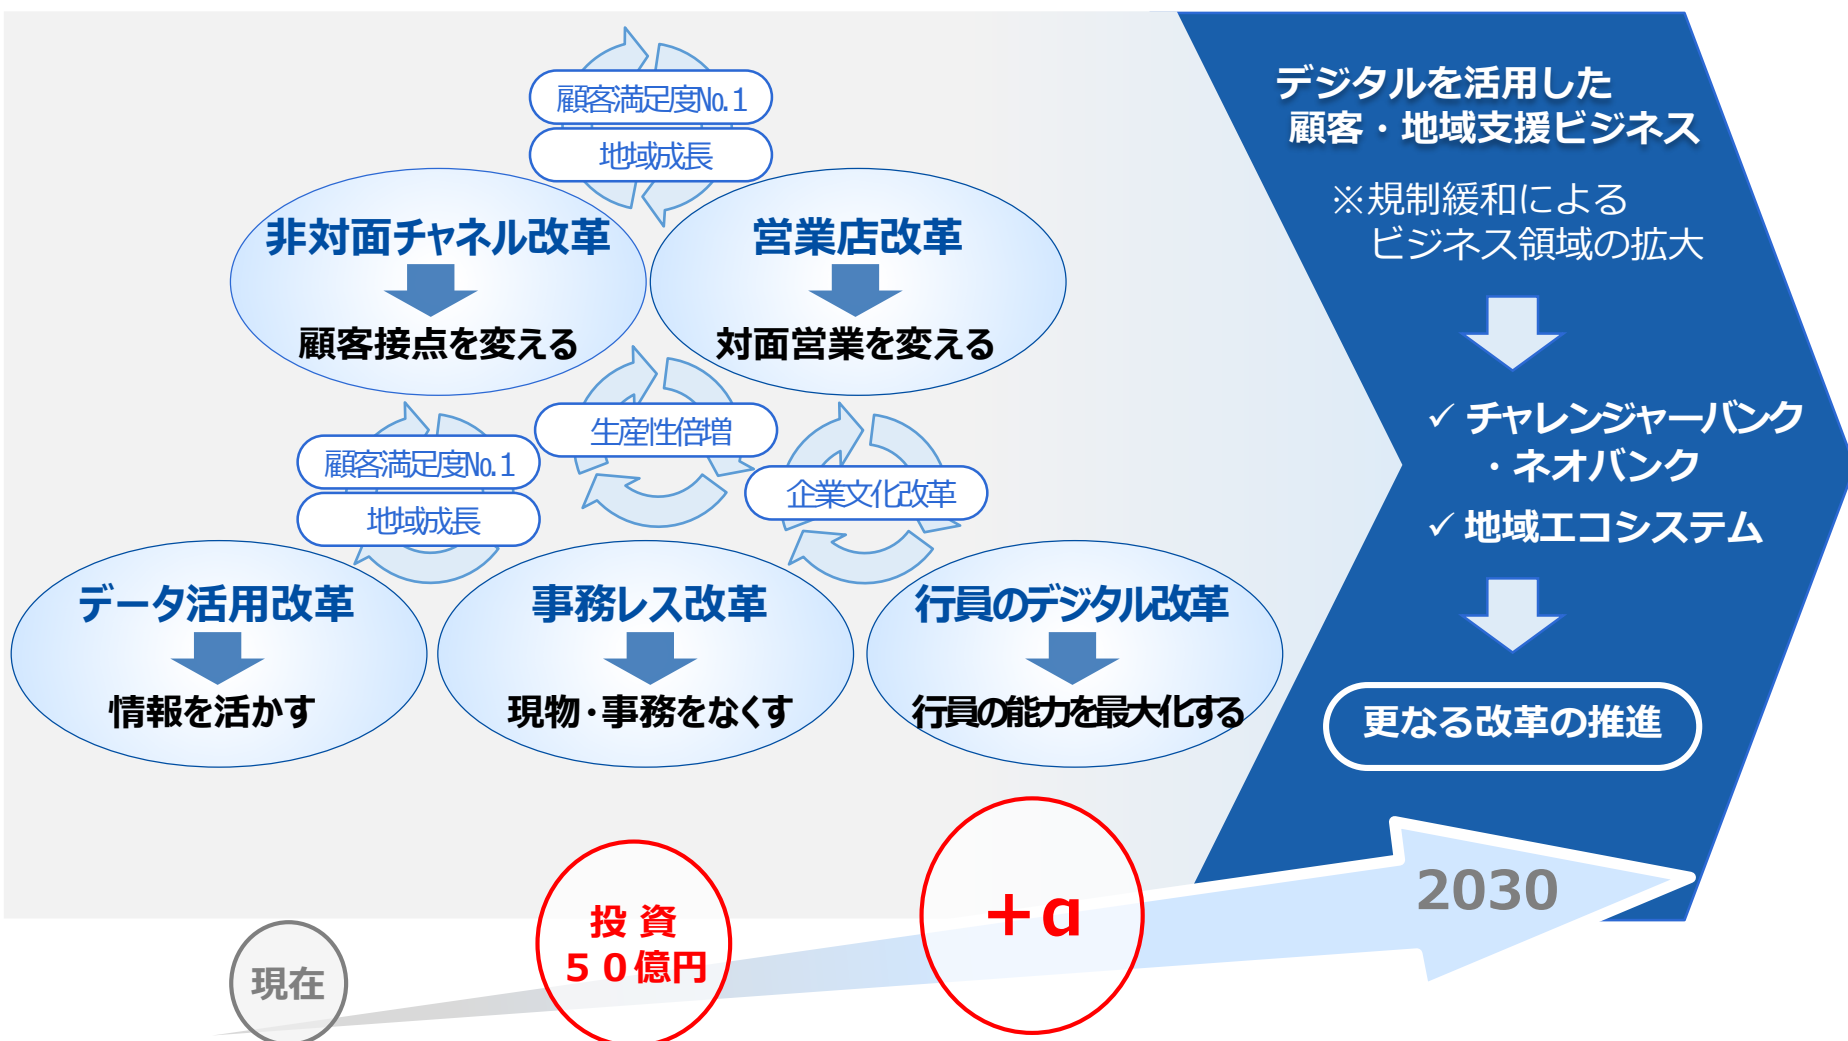 顧客満足度No.1
地域成長
非対面チャネル改革
顧客接点を変える
営業店改革
対面営業を変える
生産性倍増
顧客満足度No.1
地域成長
企業文化改革
データ活用改革
情報を活かす
事務レス改革
現物・事務をなくす
行員のデジタル改革
行員の能力を最大化する
デジタルを活用した
顧客・地域支援ビジネス
※規制緩和による
ビジネス領域の拡大
✓ チャレンジャーバンク
・ネオバンク
✓ 地域エコシステム
更なる改革の推進
現在
投 資
５０億円
＋α
2030